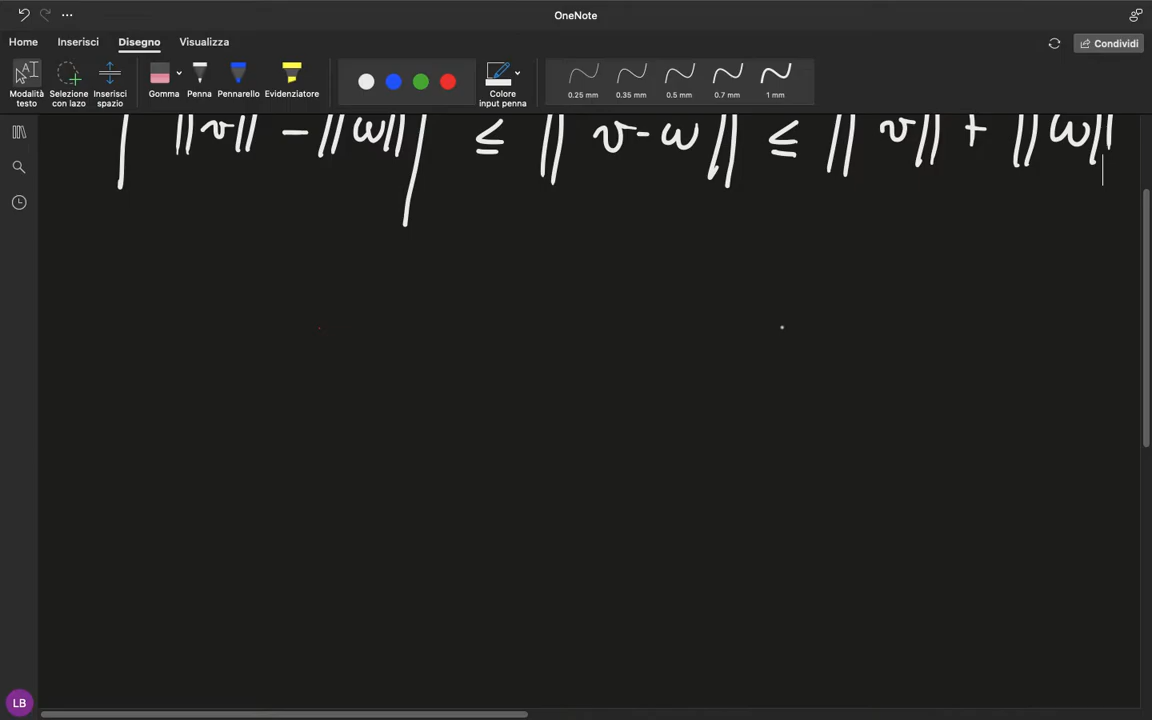 OneNote
Home Inserisci Disegno Visualizza
Condividi
Modalità testo Selezione con lazo Inserisci spazio Gomma Penna Pennarello Evidenziatore Colore input penna 0.25 mm 0.35 mm 0.5 mm 0.7 mm 1 mm
| ||v|| - ||w|| | ≤ || v-w || ≤ || v || + || w ||
LB